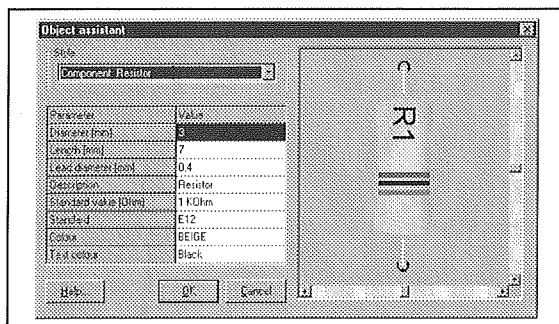 Object assistant
Style
Component: Resistor
Parameter Value
Diameter [mm] 3
Length [mm] 7
Lead diameter [mm] 0.4
Description Resistor
Standard value [Ohm] 1 KOhm
Standard E12
Colour BEIGE
Text colour Black
Help OK Cancel
R1